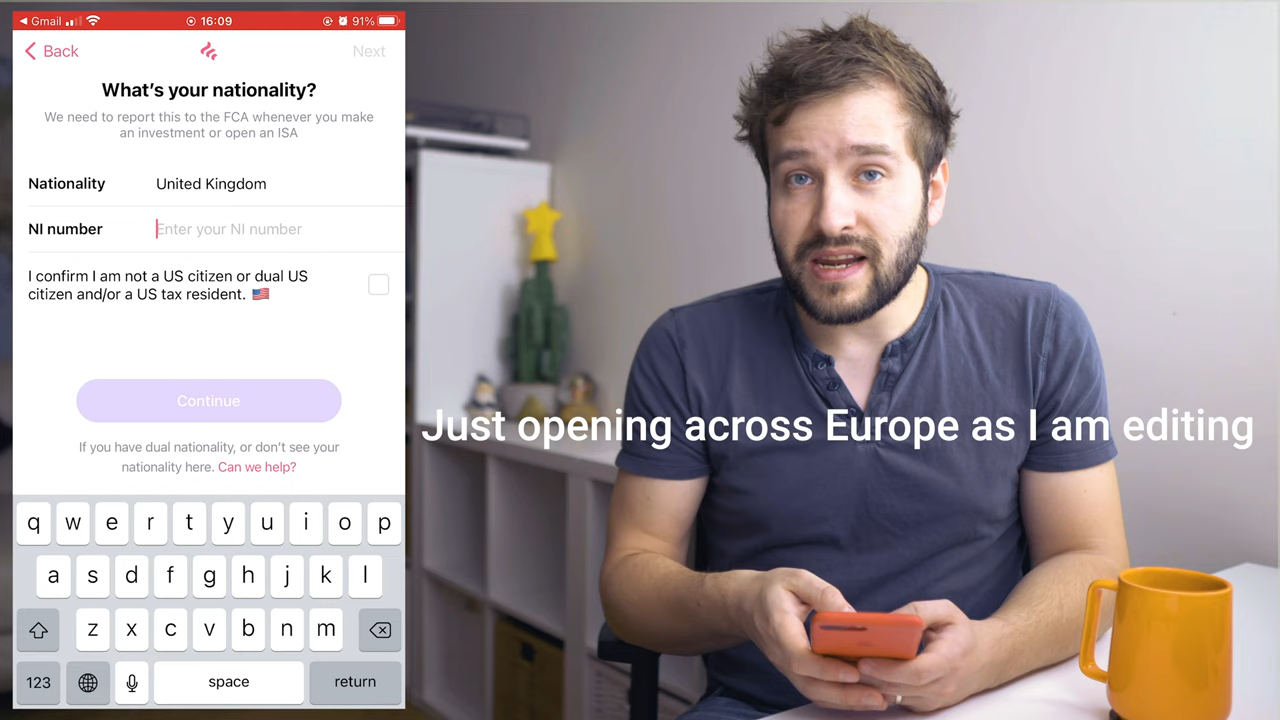 Gmail 16:09 91%
Back Next
What's your nationality?
We need to report this to the FCA whenever you make
an investment or open an ISA
Nationality United Kingdom
NI number Enter your NI number
I confirm I am not a US citizen or dual US
citizen and/or a US tax resident. 🇺🇸
Continue
If you have dual nationality, or don't see your
nationality here. Can we help?
q w e r t y u i o p
a s d f g h j k l
z x c v b n m
123 space return
Just opening across Europe as I am editing